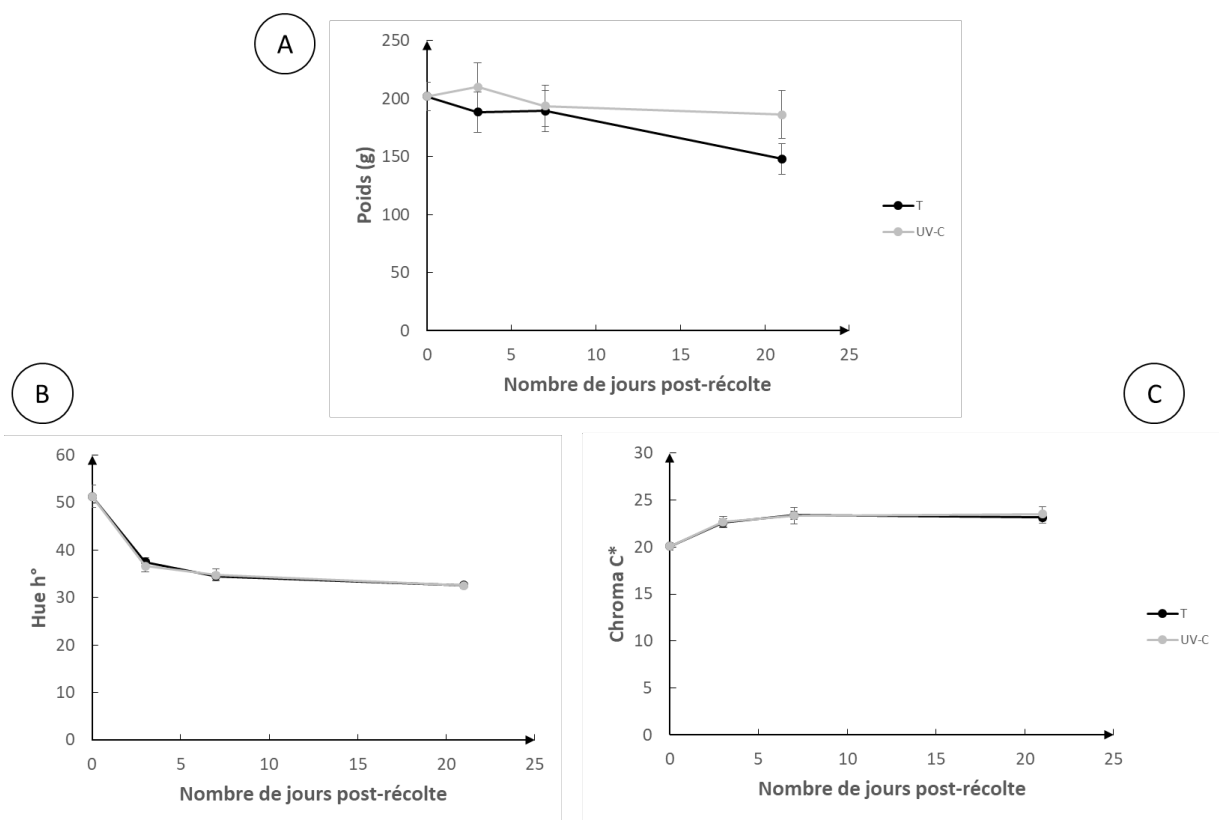 A
250
200
150
100
50
0
Poids (g)
0 5 10 15 20 25
Nombre de jours post-récolte
T
UV-C
B
60
50
40
30
20
10
0
Hue h°
0 5 10 15 20 25
Nombre de jours post-récolte
C
30
25
20
15
10
5
0
Chroma C*
0 5 10 15 20 25
Nombre de jours post-récolte
T
UV-C